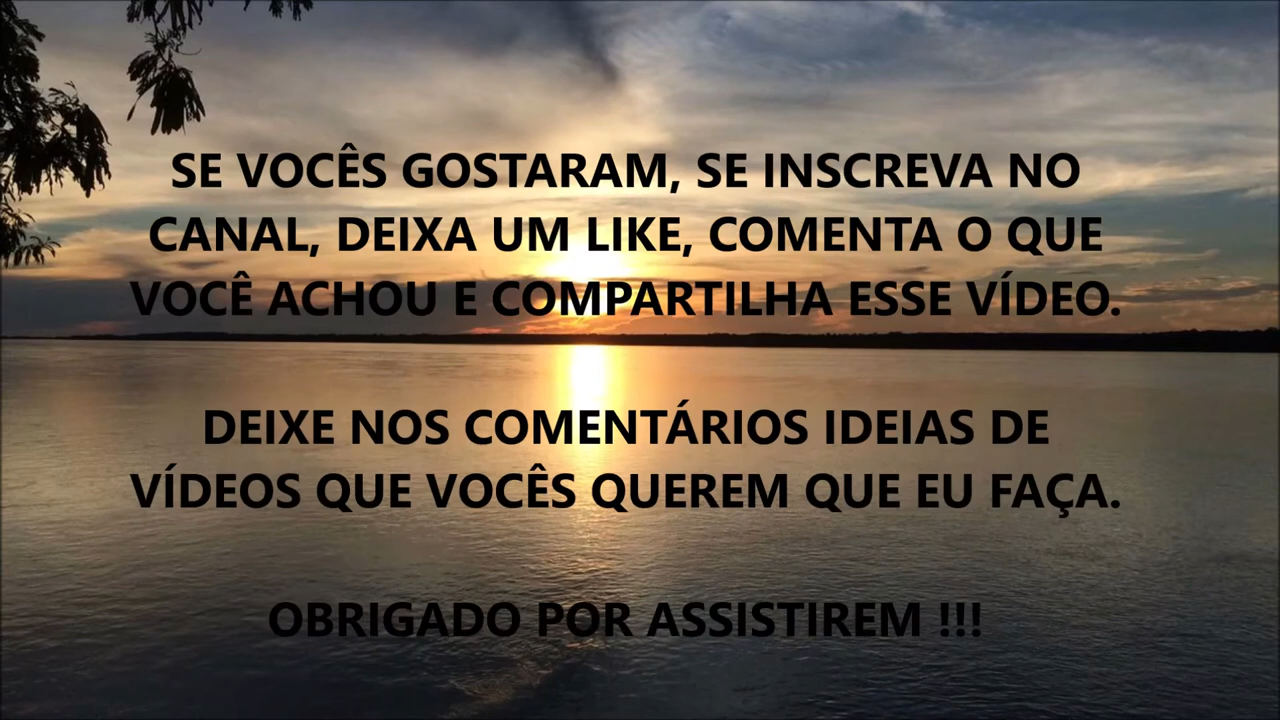 SE VOCÊS GOSTARAM, SE INSCREVA NO
CANAL, DEIXA UM LIKE, COMENTA O QUE
VOCÊ ACHOU E COMPARTILHA ESSE VÍDEO.
DEIXE NOS COMENTÁRIOS IDEIAS DE
VÍDEOS QUE VOCÊS QUEREM QUE EU FAÇA.
OBRIGADO POR ASSISTIREM !!!